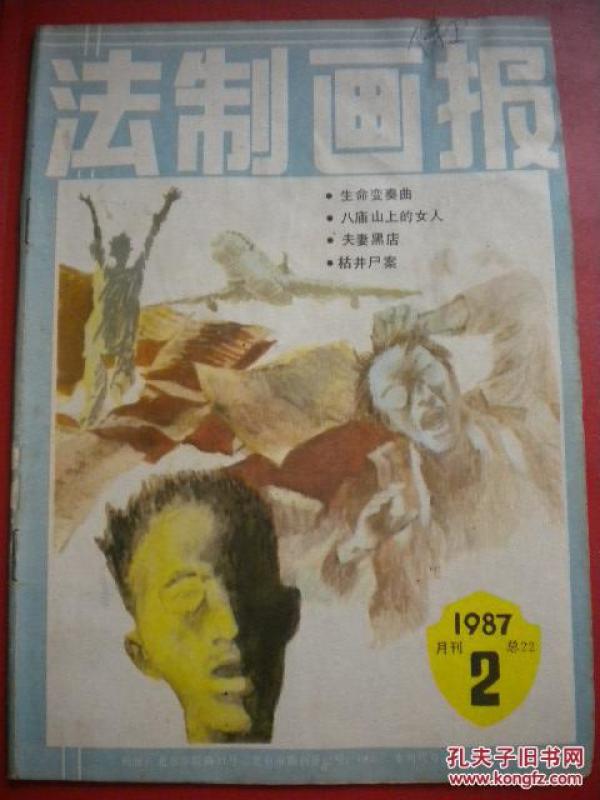 法制画报
• 生命变奏曲
• 八庙山上的女人
• 夫妻黑店
• 枯井尸案
1987
月刊 总22
2
孔夫子旧书网
www.kongfz.com